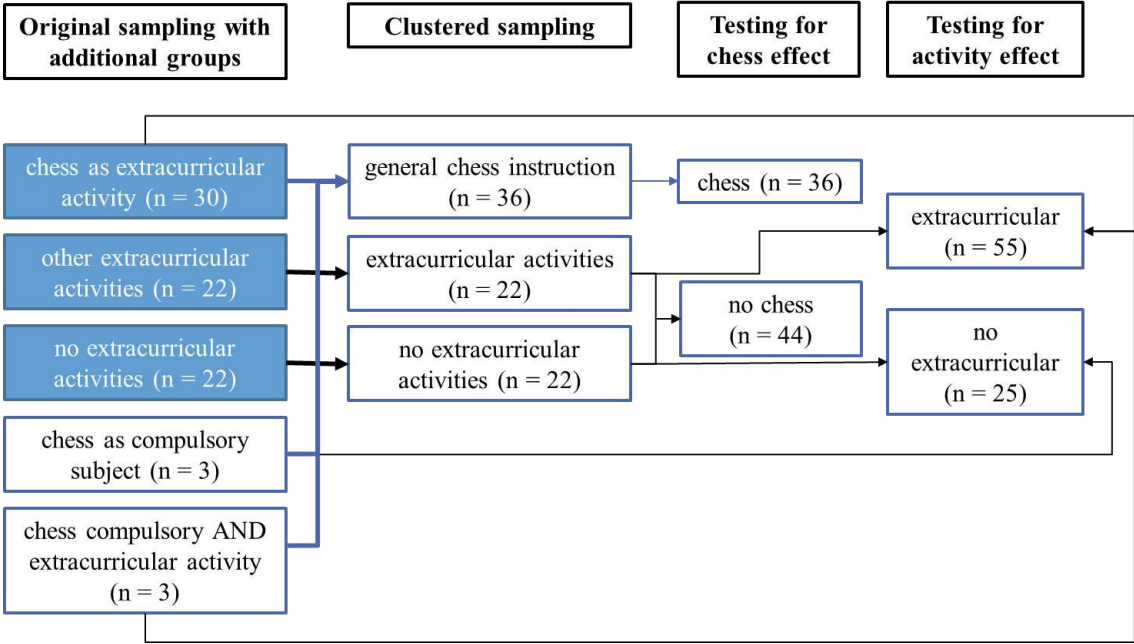 Original sampling with
additional groups
Clustered sampling
Testing for
chess effect
Testing for
activity effect
chess as extracurricular
activity (n = 30)
other extracurricular
activities (n = 22)
no extracurricular
activities (n = 22)
chess as compulsory
subject (n = 3)
chess compulsory AND
extracurricular activity
(n = 3)
general chess instruction
(n = 36)
extracurricular activities
(n = 22)
no extracurricular
activities (n = 22)
chess (n = 36)
no chess
(n = 44)
extracurricular
(n = 55)
no
extracurricular
(n = 25)